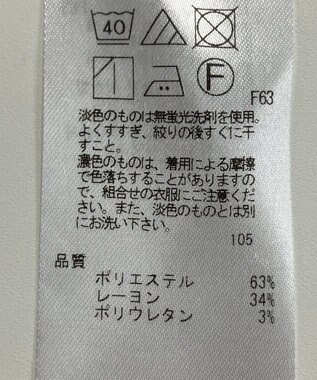 40
F
F63
淡色のものは無蛍光洗剤を使用。
よくすすぎ、絞りの後すぐに干
すこと。
濃色のものは、着用による摩擦
で色落ちすることがありますの
で、組合せの衣服にご注意くだ
さい。また、淡色のものとは別
にお洗い下さい。
105
品質
ポリエステル 63%
レーヨン 34%
ポリウレタン 3%